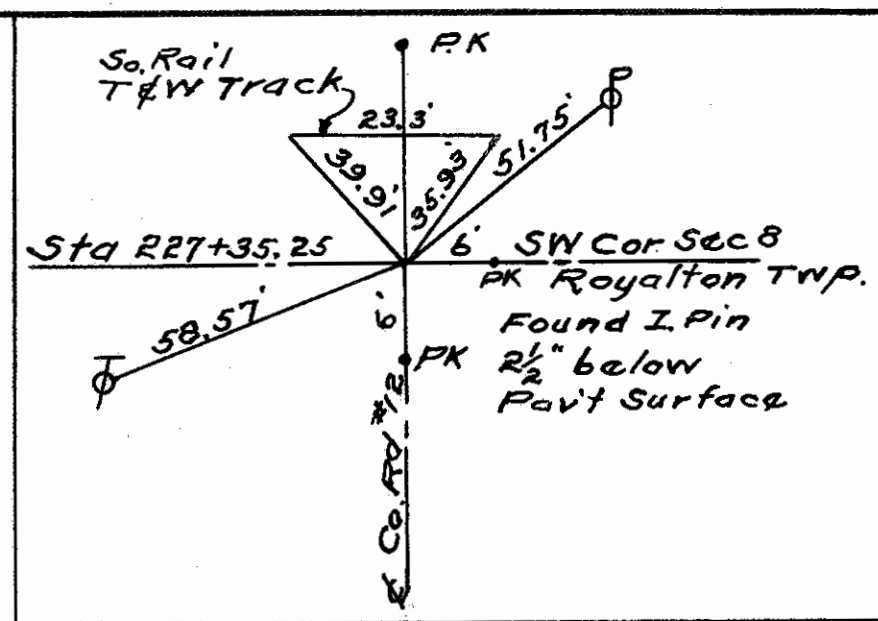 P.K
So. Rail
T&W Track
23.3'
39.91'
35.93'
51.75'
P
Sta 227+35.25
6'
SW Cor. Sec 8
PK
Royalton TWP.
58.57'
6'
Found I. Pin
PK
2½" below
Pav't Surface
T
℄ Co. Rd #12